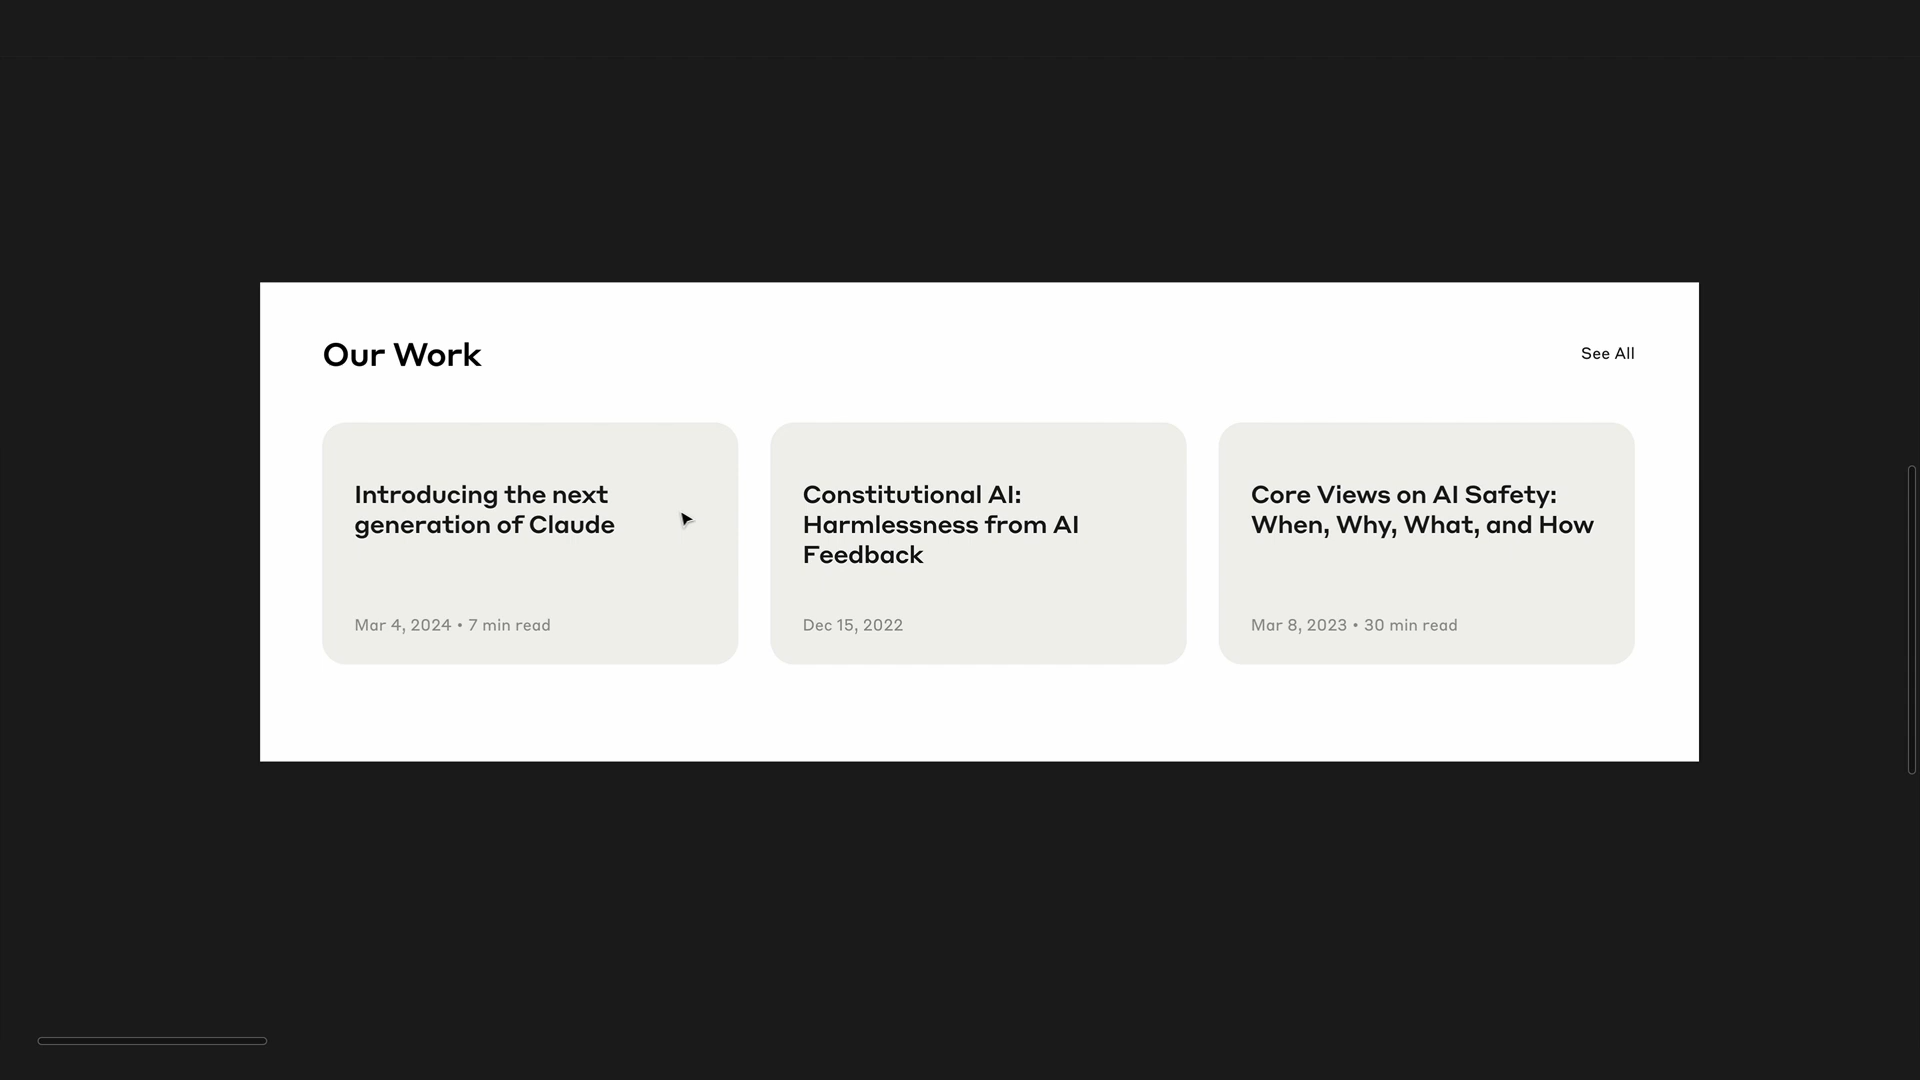 Our Work
See All
Introducing the next
generation of Claude
Mar 4, 2024 • 7 min read
Constitutional AI:
Harmlessness from AI
Feedback
Dec 15, 2022
Core Views on AI Safety:
When, Why, What, and How
Mar 8, 2023 • 30 min read